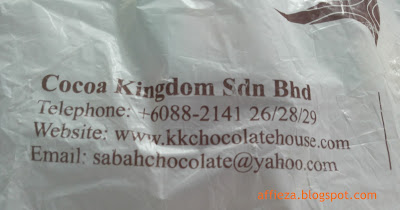 Cocoa Kingdom Sdn Bhd
Telephone: +6088-2141 26/28/29
Website: www.kkchocolatehouse.com
Email: sabahchocolate@yahoo.com
alfieza.blogspot.com